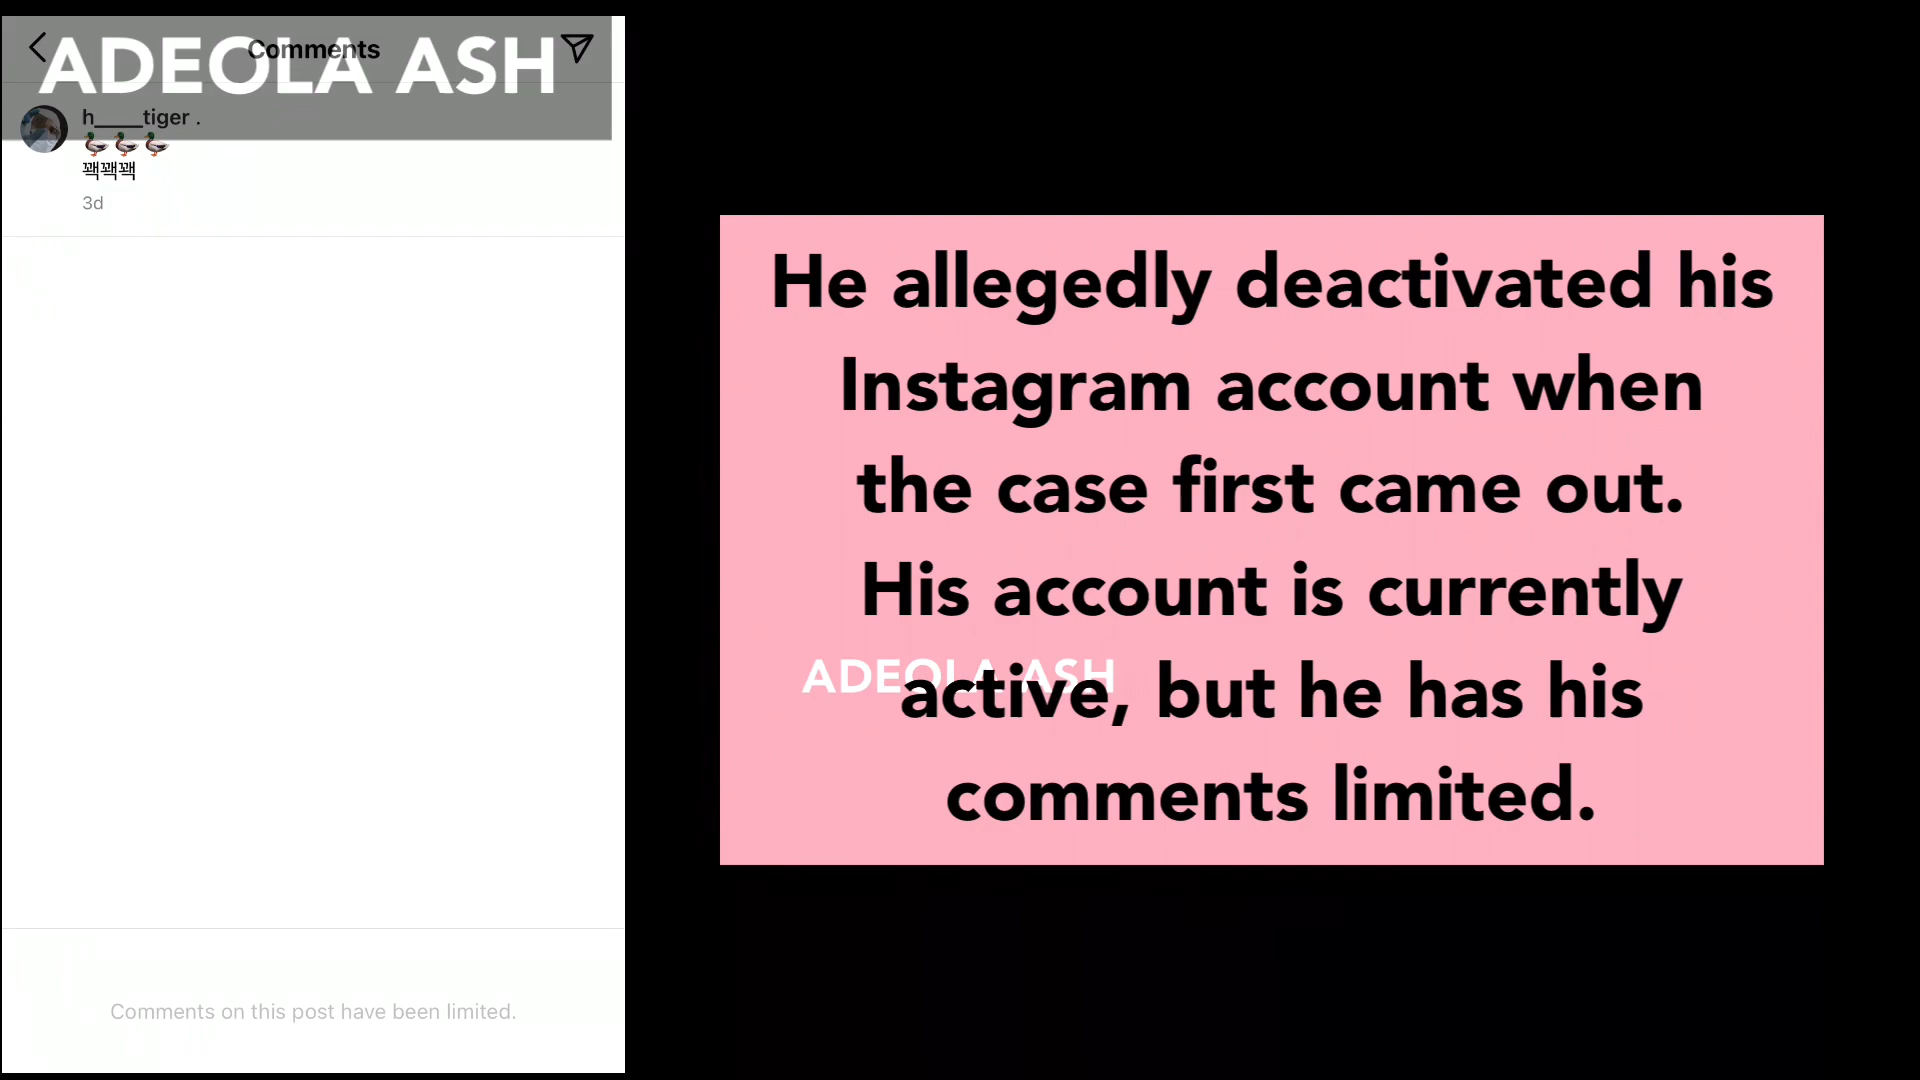 ADEOLA ASH
Comments
h____tiger .
🦆🦆🦆
꽥꽥꽥
3d
Comments on this post have been limited.
He allegedly deactivated his
Instagram account when
the case first came out.
His account is currently
active, but he has his
comments limited.
ADEOLA ASH